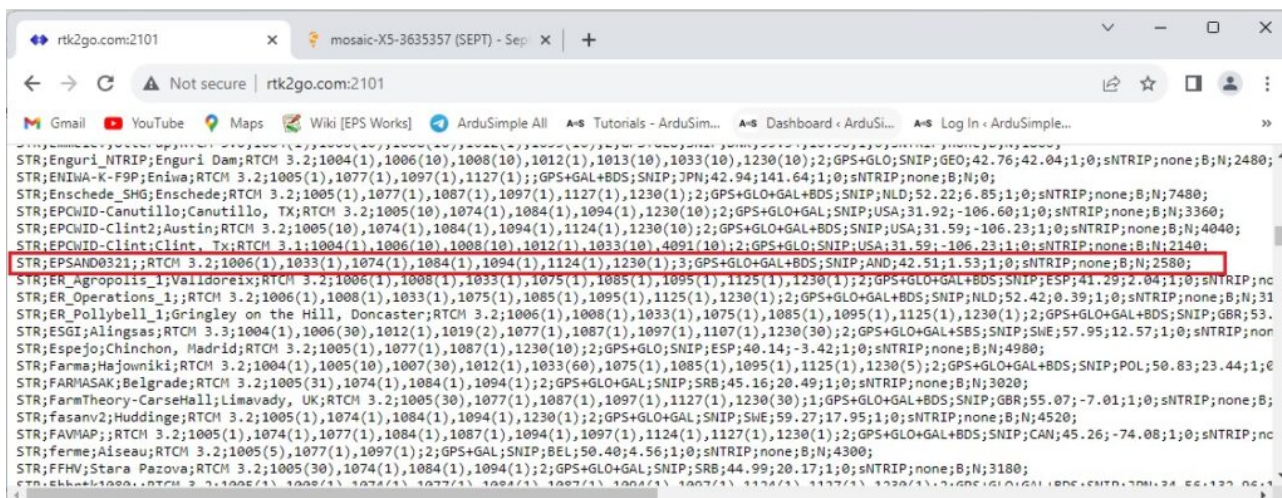 rtk2go.com:2101
mosaic-X5-3635357 (SEPT) - Sep
Not secure | rtk2go.com:2101
Gmail YouTube Maps Wiki [EPS Works] ArduSimple All A=S Tutorials - ArduSim... A=S Dashboard ‹ ArduSi... A=S Log In ‹ ArduSimple... »
STR;Enguri_NTRIP;Enguri Dam;RTCM 3.2;1004(1),1006(10),1008(10),1012(1),1013(10),1033(10),1230(10);2;GPS+GLO;SNIP;GEO;42.76;42.04;1;0;sNTRIP;none;B;N;2480;
STR;ENIWA-K-F9P;Eniwa;RTCM 3.2;1005(1),1077(1),1097(1),1127(1);;GPS+GAL+BDS;SNIP;JPN;42.94;141.64;1;0;sNTRIP;none;B;N;0;
STR;Enschede_SHG;Enschede;RTCM 3.2;1005(1),1077(1),1087(1),1097(1),1127(1),1230(1);2;GPS+GLO+GAL+BDS;SNIP;NLD;52.22;6.85;1;0;sNTRIP;none;B;N;7480;
STR;EPCWID-Canutillo;Canutillo, TX;RTCM 3.2;1005(10),1074(1),1084(1),1094(1),1230(10);2;GPS+GLO+GAL;SNIP;USA;31.92;-106.60;1;0;sNTRIP;none;B;N;3360;
STR;EPCWID-Clint2;Austin;RTCM 3.2;1005(10),1074(1),1084(1),1094(1),1124(1),1230(10);2;GPS+GLO+GAL+BDS;SNIP;USA;31.59;-106.23;1;0;sNTRIP;none;B;N;4040;
STR;EPCWID-Clint;Clint, Tx;RTCM 3.1;1004(1),1006(10),1008(10),1012(1),1033(10),4091(10);2;GPS+GLO;SNIP;USA;31.59;-106.23;1;0;sNTRIP;none;B;N;2140;
STR;EPSAND0321;;RTCM 3.2;1006(1),1033(1),1074(1),1084(1),1094(1),1124(1),1230(1);3;GPS+GLO+GAL+BDS;SNIP;AND;42.51;1.53;1;0;sNTRIP;none;B;N;2580;
STR;ER_Agropolis_1;Valldoreix;RTCM 3.2;1006(1),1008(1),1033(1),1075(1),1085(1),1095(1),1125(1),1230(1);2;GPS+GLO+GAL+BDS;SNIP;ESP;41.29;2.04;1;0;sNTRIP;no
STR;ER_Operations_1;;RTCM 3.2;1006(1),1008(1),1033(1),1075(1),1085(1),1095(1),1125(1),1230(1);2;GPS+GLO+GAL+BDS;SNIP;NLD;52.42;0.39;1;0;sNTRIP;none;B;N;31
STR;ER_Pollybell_1;Gringley on the Hill, Doncaster;RTCM 3.2;1006(1),1008(1),1033(1),1075(1),1085(1),1095(1),1125(1),1230(1);2;GPS+GLO+GAL+BDS;SNIP;GBR;53.
STR;ESGI;Alingsas;RTCM 3.3;1004(1),1006(30),1012(1),1019(2),1077(1),1087(1),1097(1),1107(1),1230(30);2;GPS+GLO+GAL+SBS;SNIP;SWE;57.95;12.57;1;0;sNTRIP;non
STR;Espejo;Chinchon, Madrid;RTCM 3.2;1005(1),1077(1),1087(1),1230(10);2;GPS+GLO;SNIP;ESP;40.14;-3.42;1;0;sNTRIP;none;B;N;4980;
STR;Farma;Hajowniki;RTCM 3.2;1004(1),1005(10),1007(30),1012(1),1033(60),1075(1),1085(1),1095(1),1125(1),1230(5);2;GPS+GLO+GAL+BDS;SNIP;POL;50.83;23.44;1;0
STR;FARMASAK;Belgrade;RTCM 3.2;1005(31),1074(1),1084(1),1094(1);2;GPS+GLO+GAL;SNIP;SRB;45.16;20.49;1;0;sNTRIP;none;B;N;3020;
STR;FarmTheory-CarseHall;Limavady, UK;RTCM 3.2;1005(30),1077(1),1087(1),1097(1),1127(1),1230(30);1;GPS+GLO+GAL+BDS;SNIP;GBR;55.07;-7.01;1;0;sNTRIP;none;B;
STR;fasanv2;Huddinge;RTCM 3.2;1005(1),1074(1),1084(1),1094(1),1230(1);2;GPS+GLO+GAL;SNIP;SWE;59.27;17.95;1;0;sNTRIP;none;B;N;4520;
STR;FAVMAP;;RTCM 3.2;1005(1),1074(1),1077(1),1084(1),1087(1),1094(1),1097(1),1124(1),1127(1),1230(1);2;GPS+GLO+GAL+BDS;SNIP;CAN;45.26;-74.08;1;0;sNTRIP;no
STR;ferme;Aiseau;RTCM 3.2;1005(5),1077(1),1097(1);2;GPS+GAL;SNIP;BEL;50.40;4.56;1;0;sNTRIP;none;B;N;4300;
STR;FFHV;Stara Pazova;RTCM 3.2;1005(30),1074(1),1084(1),1094(1);2;GPS+GLO+GAL;SNIP;SRB;44.99;20.17;1;0;sNTRIP;none;B;N;3180;